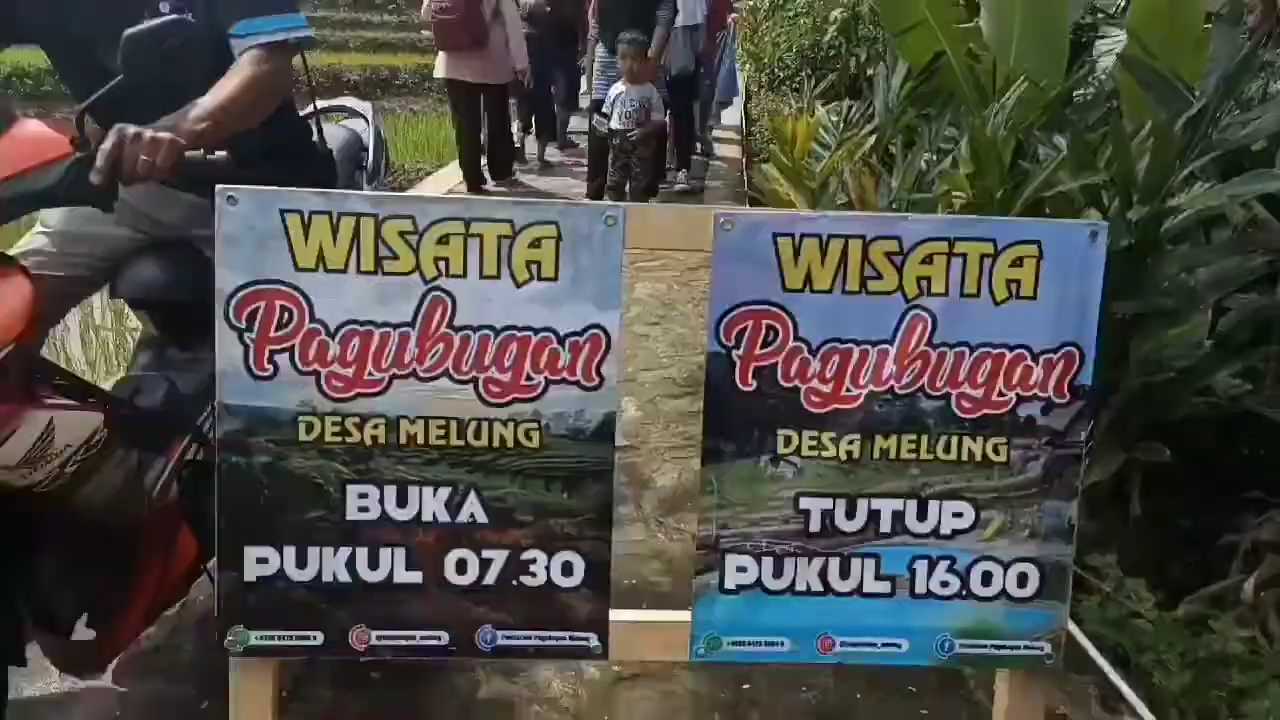 WISATA
Pagubugan
DESA MELUNG
BUKA
PUKUL 07.30
WISATA
Pagubugan
DESA MELUNG
TUTUP
PUKUL 16.00